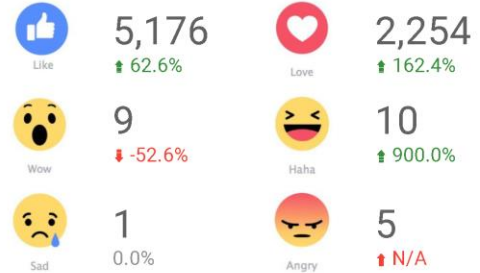 5,176 2,254
Like 62.6% Love 162.4%
9 10
Wow -52.6% Haha 900.0%
1 5
Sad 0.0% Angry N/A